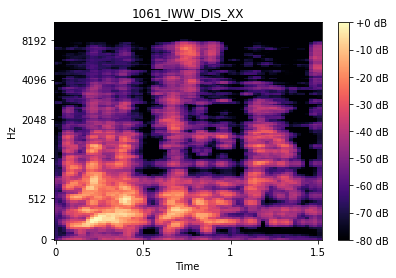 1061_IWW_DIS_XX
8192
4096
2048
1024
512
0
Hz
0
0.5
1
1.5
Time
+0 dB
-10 dB
-20 dB
-30 dB
-40 dB
-50 dB
-60 dB
-70 dB
-80 dB